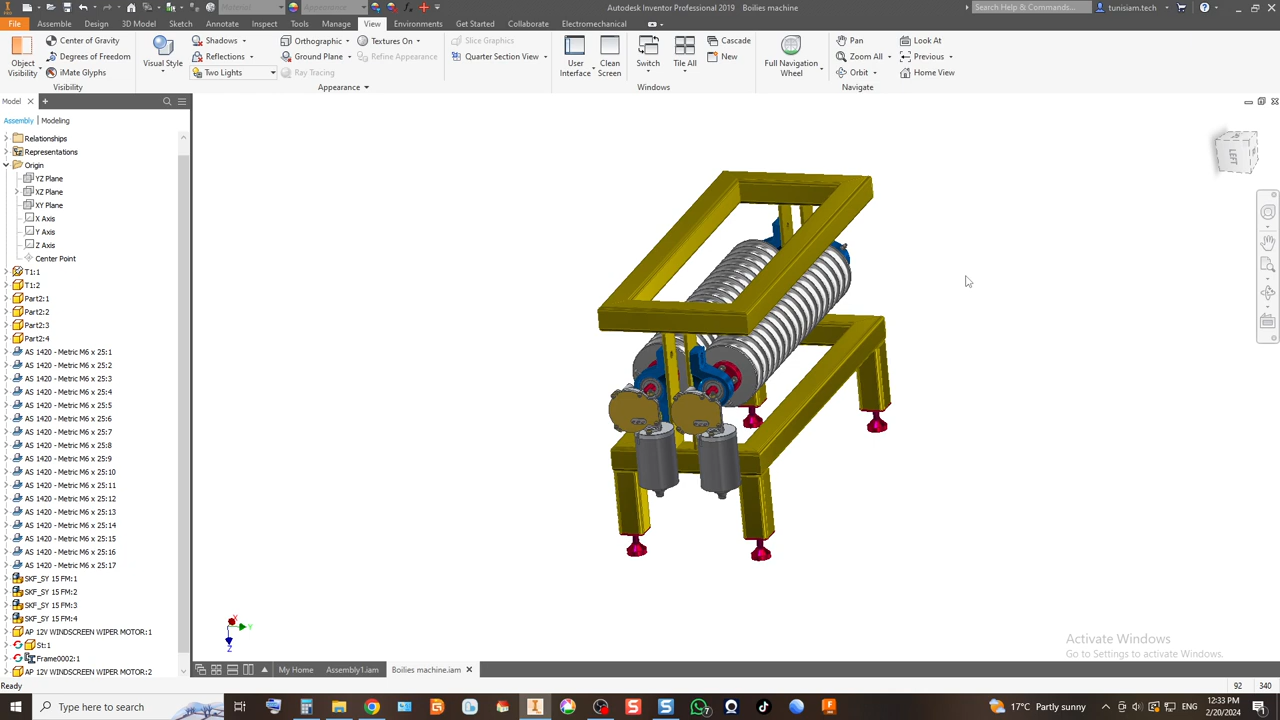 Autodesk Inventor Professional 2019   Boilies machine
Search Help & Commands...
tunisiam.tech
Material
Appearance
File
Assemble
Design
3D Model
Sketch
Annotate
Inspect
Tools
Manage
View
Environments
Get Started
Collaborate
Electromechanical
Object
Visibility
Center of Gravity
Degrees of Freedom
iMate Glyphs
Visibility
Visual Style
Shadows
Reflections
Two Lights
Orthographic
Ground Plane
Ray Tracing
Textures On
Refine Appearance
Appearance
Slice Graphics
Quarter Section View
User
Interface
Clean
Screen
Switch
Tile All
Cascade
New
Windows
Full Navigation
Wheel
Pan
Zoom All
Orbit
Look At
Previous
Home View
Navigate
Model
Assembly
Modeling
Relationships
Representations
Origin
YZ Plane
XZ Plane
XY Plane
X Axis
Y Axis
Z Axis
Center Point
T1:1
T1:2
Part2:1
Part2:2
Part2:3
Part2:4
AS 1420 - Metric M6 x 25:1
AS 1420 - Metric M6 x 25:2
AS 1420 - Metric M6 x 25:3
AS 1420 - Metric M6 x 25:4
AS 1420 - Metric M6 x 25:5
AS 1420 - Metric M6 x 25:6
AS 1420 - Metric M6 x 25:7
AS 1420 - Metric M6 x 25:8
AS 1420 - Metric M6 x 25:9
AS 1420 - Metric M6 x 25:10
AS 1420 - Metric M6 x 25:11
AS 1420 - Metric M6 x 25:12
AS 1420 - Metric M6 x 25:13
AS 1420 - Metric M6 x 25:14
AS 1420 - Metric M6 x 25:15
AS 1420 - Metric M6 x 25:16
AS 1420 - Metric M6 x 25:17
SKF_SY 15 FM:1
SKF_SY 15 FM:2
SKF_SY 15 FM:3
SKF_SY 15 FM:4
AP 12V WINDSCREEN WIPER MOTOR:1
St:1
Frame0002:1
AP 12V WINDSCREEN WIPER MOTOR:2
LEFT
X
Y
Z
Activate Windows
Go to Settings to activate Windows.
My Home
Assembly1.iam
Boilies machine.iam
Ready
92
340
Type here to search
17°C Partly sunny
12:33 PM
2/20/2024